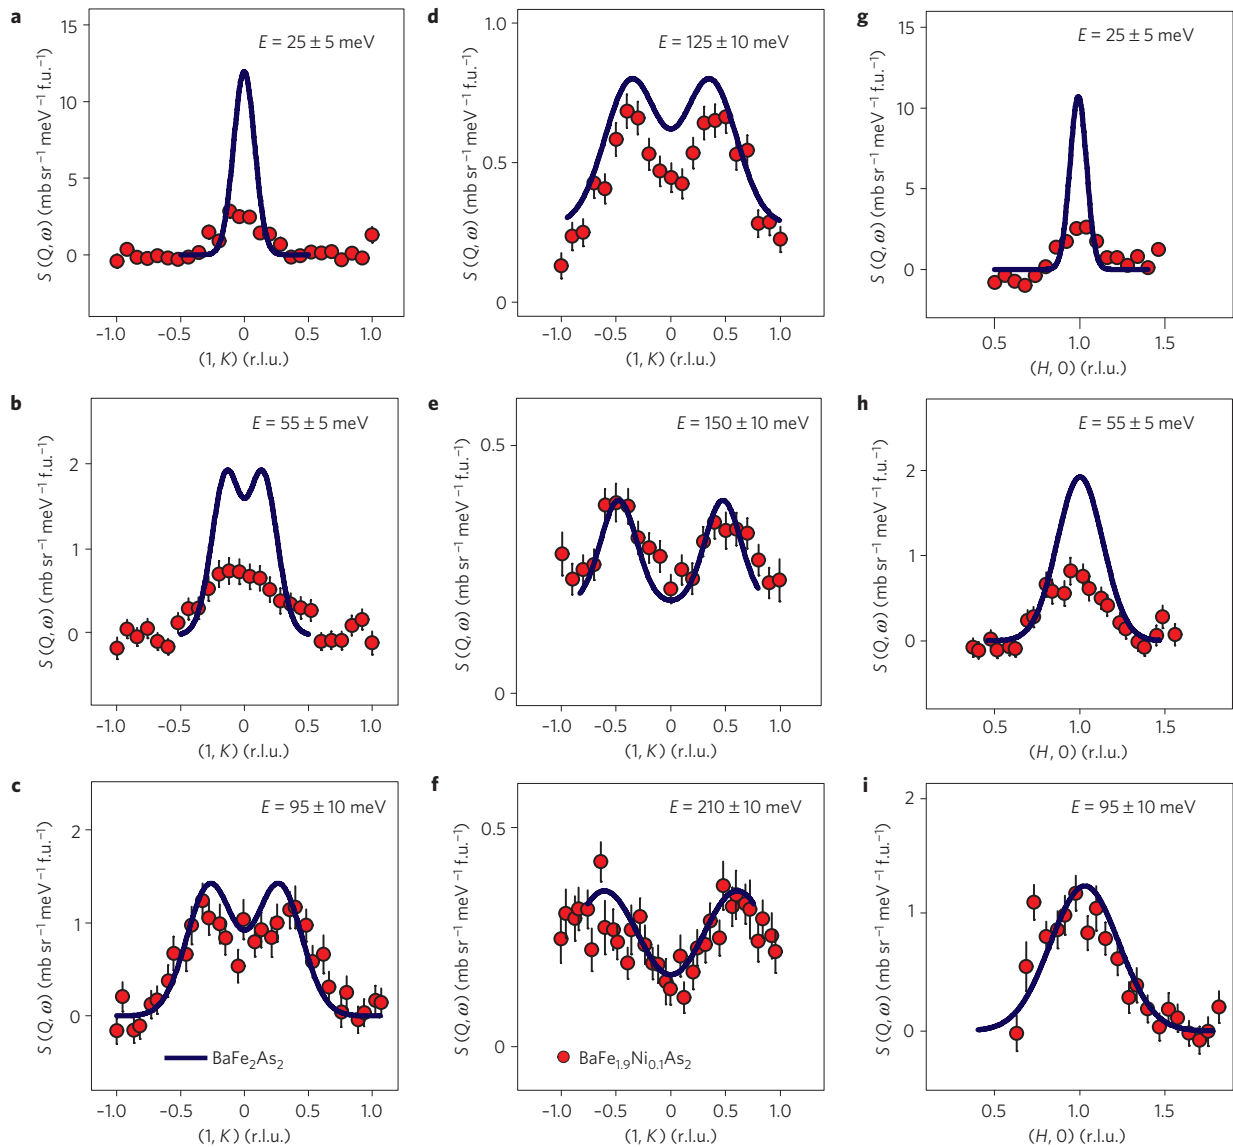 a
15
10
5
0
S (Q, ω) (mb sr⁻¹ meV⁻¹ f.u.⁻¹)
E = 25 ± 5 meV
-1.0 -0.5 0 0.5 1.0
(1, K) (r.l.u.)
d
1.0
0.5
0
S (Q, ω) (mb sr⁻¹ meV⁻¹ f.u.⁻¹)
E = 125 ± 10 meV
-1.0 -0.5 0 0.5 1.0
(1, K) (r.l.u.)
g
15
10
5
0
S (Q, ω) (mb sr⁻¹ meV⁻¹ f.u.⁻¹)
E = 25 ± 5 meV
0.5 1.0 1.5
(H, 0) (r.l.u.)
b
2
1
0
S (Q, ω) (mb sr⁻¹ meV⁻¹ f.u.⁻¹)
E = 55 ± 5 meV
-1.0 -0.5 0 0.5 1.0
(1, K) (r.l.u.)
e
0.5
0
S (Q, ω) (mb sr⁻¹ meV⁻¹ f.u.⁻¹)
E = 150 ± 10 meV
-1.0 -0.5 0 0.5 1.0
(1, K) (r.l.u.)
h
2
1
0
S (Q, ω) (mb sr⁻¹ meV⁻¹ f.u.⁻¹)
E = 55 ± 5 meV
0.5 1.0 1.5
(H, 0) (r.l.u.)
c
2
1
0
S (Q, ω) (mb sr⁻¹ meV⁻¹ f.u.⁻¹)
E = 95 ± 10 meV
BaFe₂As₂
-1.0 -0.5 0 0.5 1.0
(1, K) (r.l.u.)
f
0.5
0
S (Q, ω) (mb sr⁻¹ meV⁻¹ f.u.⁻¹)
E = 210 ± 10 meV
BaFe₁.₉Ni₀.₁As₂
-1.0 -0.5 0 0.5 1.0
(1, K) (r.l.u.)
i
2
1
0
S (Q, ω) (mb sr⁻¹ meV⁻¹ f.u.⁻¹)
E = 95 ± 10 meV
0.5 1.0 1.5
(H, 0) (r.l.u.)